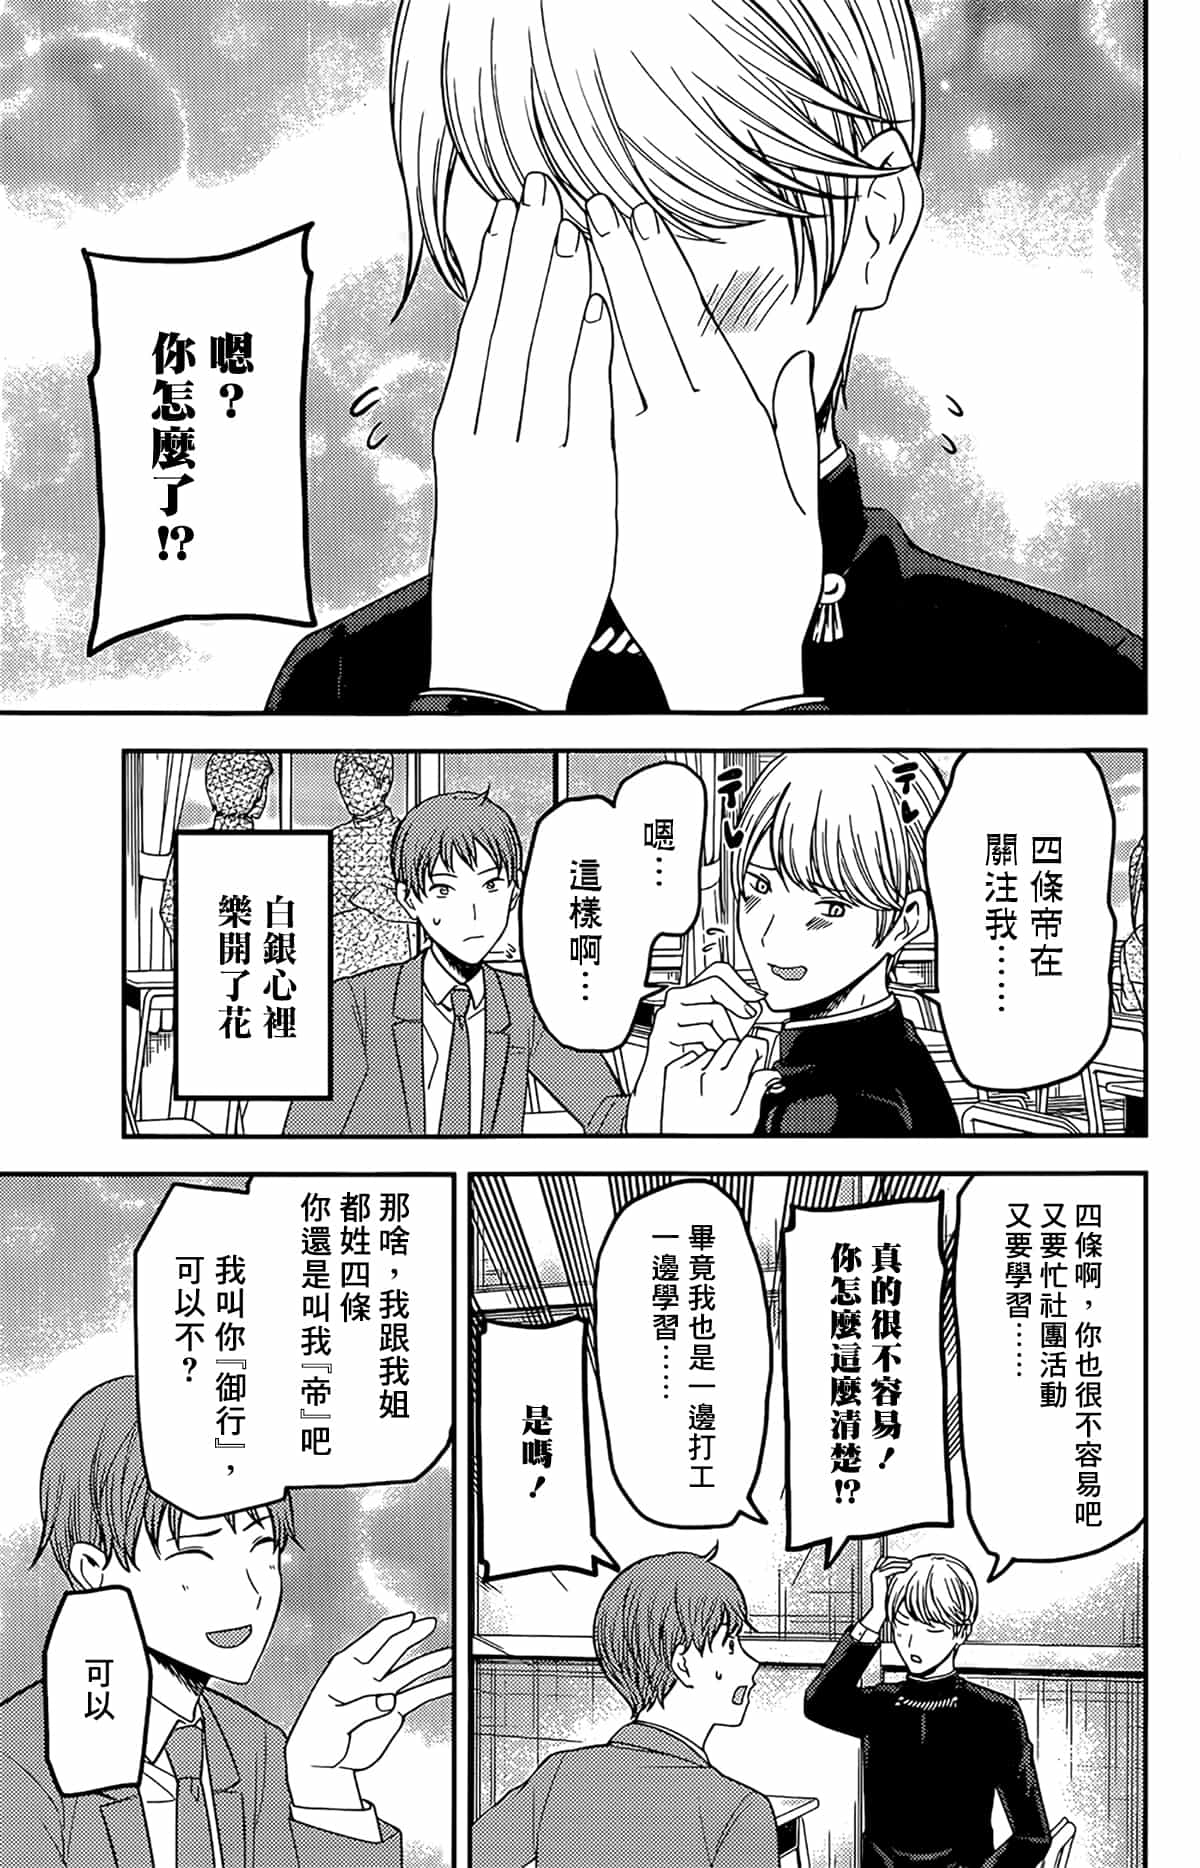 嗯？
你怎麼了!?
四條帝在
關注我……
テレ
テレ
嗯…
這樣啊…
白銀心裡
樂開了花
四條啊，你也很不容易吧
又要忙社團活動
又要學習……
真的很不容易！
你怎麼這麼清楚!?
畢竟我也是一邊打工
一邊學習……
是嗎！
那啥，我跟我姐
都姓四條
你還是叫我『帝』吧
我叫你『御行』，
可以不？
可以